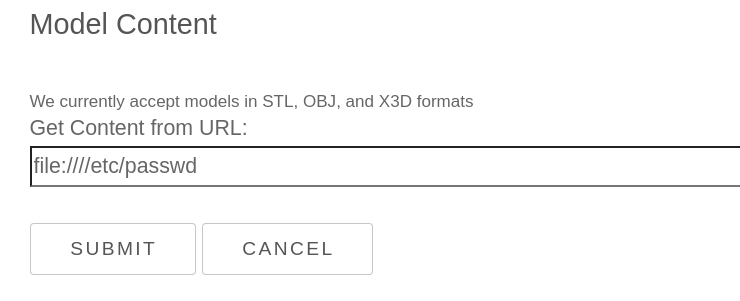 Model Content
We currently accept models in STL, OBJ, and X3D formats
Get Content from URL:
file:////etc/passwd
SUBMIT CANCEL